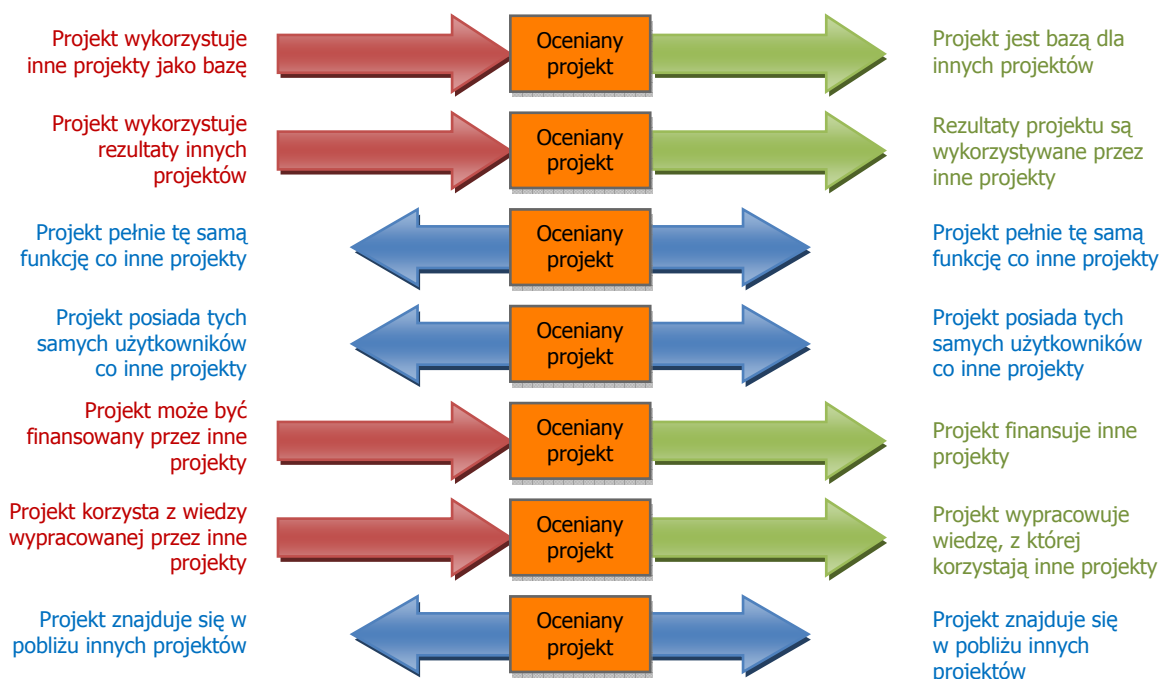 Projekt wykorzystuje
inne projekty jako bazę
Oceniany
projekt
Projekt jest bazą dla
innych projektów
Projekt wykorzystuje
rezultaty innych
projektów
Oceniany
projekt
Rezultaty projektu są
wykorzystywane przez
inne projekty
Projekt pełnie tę samą
funkcję co inne projekty
Oceniany
projekt
Projekt pełnie tę samą
funkcję co inne projekty
Projekt posiada tych
samych użytkowników
co inne projekty
Oceniany
projekt
Projekt posiada tych
samych użytkowników
co inne projekty
Projekt może być
finansowany przez inne
projekty
Oceniany
projekt
Projekt finansuje inne
projekty
Projekt korzysta z wiedzy
wypracowanej przez inne
projekty
Oceniany
projekt
Projekt wypracowuje
wiedzę, z której
korzystają inne projekty
Projekt znajduje się w
pobliżu innych projektów
Oceniany
projekt
Projekt znajduje się
w pobliżu innych
projektów